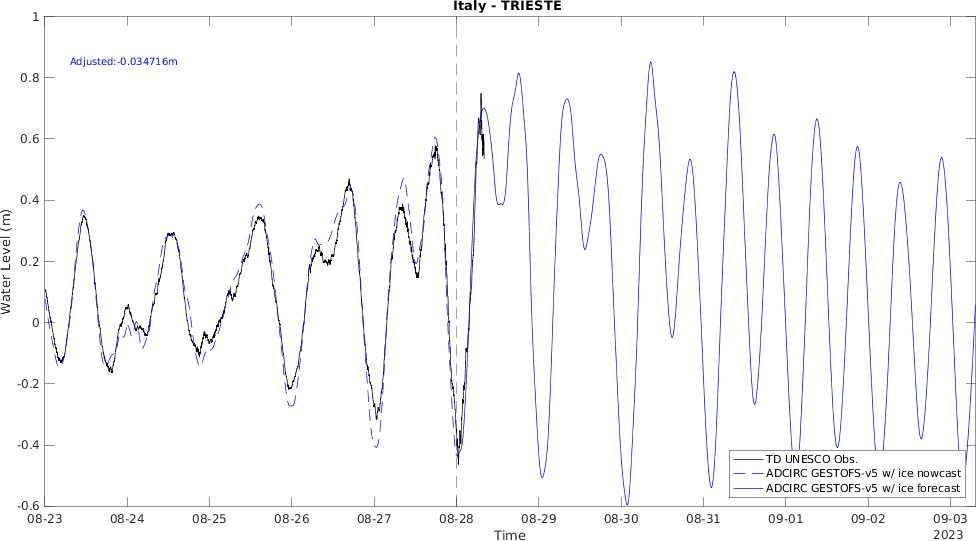 Italy - TRIESTE
Adjusted:-0.034716m
Water Level (m)
1
0.8
0.6
0.4
0.2
0
-0.2
-0.4
-0.6
TD UNESCO Obs.
ADCIRC GESTOFS-v5 w/ ice nowcast
ADCIRC GESTOFS-v5 w/ ice forecast
08-23 08-24 08-25 08-26 08-27 08-28 08-29 08-30 08-31 09-01 09-02 09-03
Time
2023